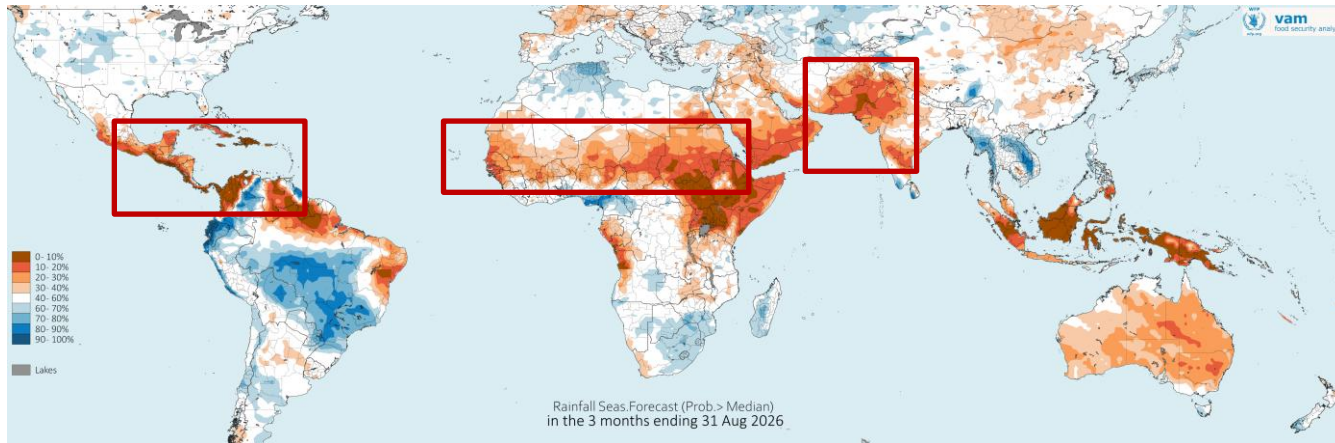 wfp
vam
food security analy
0- 10%
10- 20%
20- 30%
30- 40%
40- 60%
60- 70%
70- 80%
80- 90%
90- 100%
Lakes
Rainfall Seas.Forecast (Prob.> Median)
in the 3 months ending 31 Aug 2026